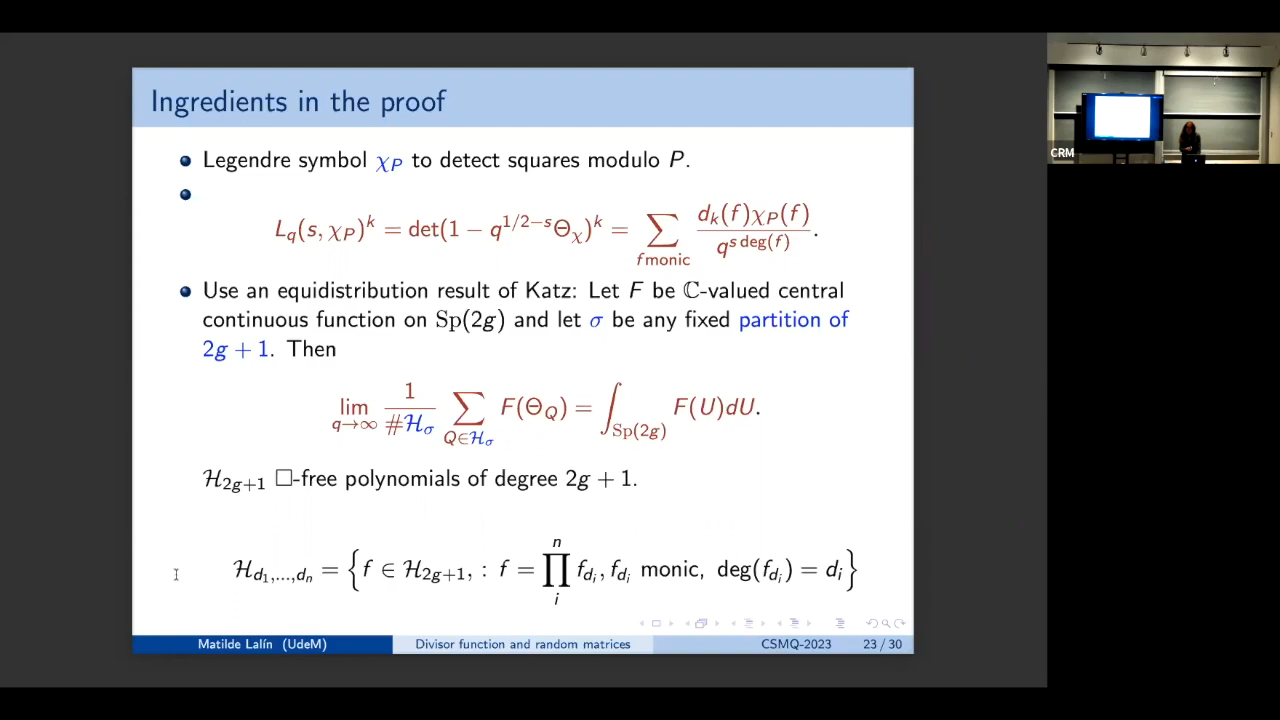 Ingredients in the proof
Legendre symbol χ_P to detect squares modulo P.
L_q(s, χ_P)^k = det(1 − q^{1/2−s}Θ_χ)^k = ∑_{f monic} d_k(f)χ_P(f) / q^{s deg(f)}.
Use an equidistribution result of Katz: Let F be ℂ-valued central
continuous function on Sp(2g) and let σ be any fixed partition of
2g + 1. Then
lim_{q→∞} 1/#ℋ_σ ∑_{Q∈ℋ_σ} F(Θ_Q) = ∫_{Sp(2g)} F(U)dU.
ℋ_{2g+1} □-free polynomials of degree 2g + 1.
ℋ_{d_1,...,d_n} = {f ∈ ℋ_{2g+1}, : f = ∏_i^n f_{d_i}, f_{d_i} monic, deg(f_{d_i}) = d_i}
Matilde Lalín (UdeM) Divisor function and random matrices CSMQ-2023 23 / 30
CRM